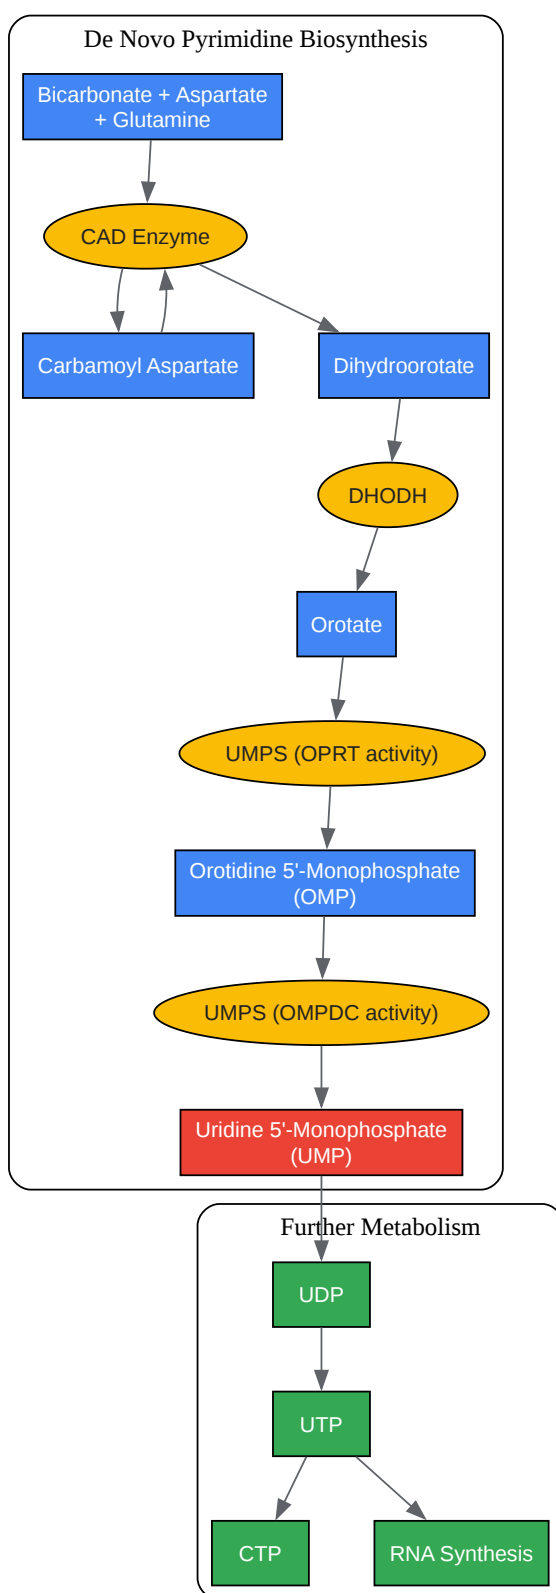 De Novo Pyrimidine Biosynthesis
Bicarbonate + Aspartate
+ Glutamine
CAD Enzyme
Carbamoyl Aspartate
Dihydroorotate
DHODH
Orotate
UMPS (OPRT activity)
Orotidine 5'-Monophosphate
(OMP)
UMPS (OMPDC activity)
Uridine 5'-Monophosphate
(UMP)
Further Metabolism
UDP
UTP
CTP
RNA Synthesis